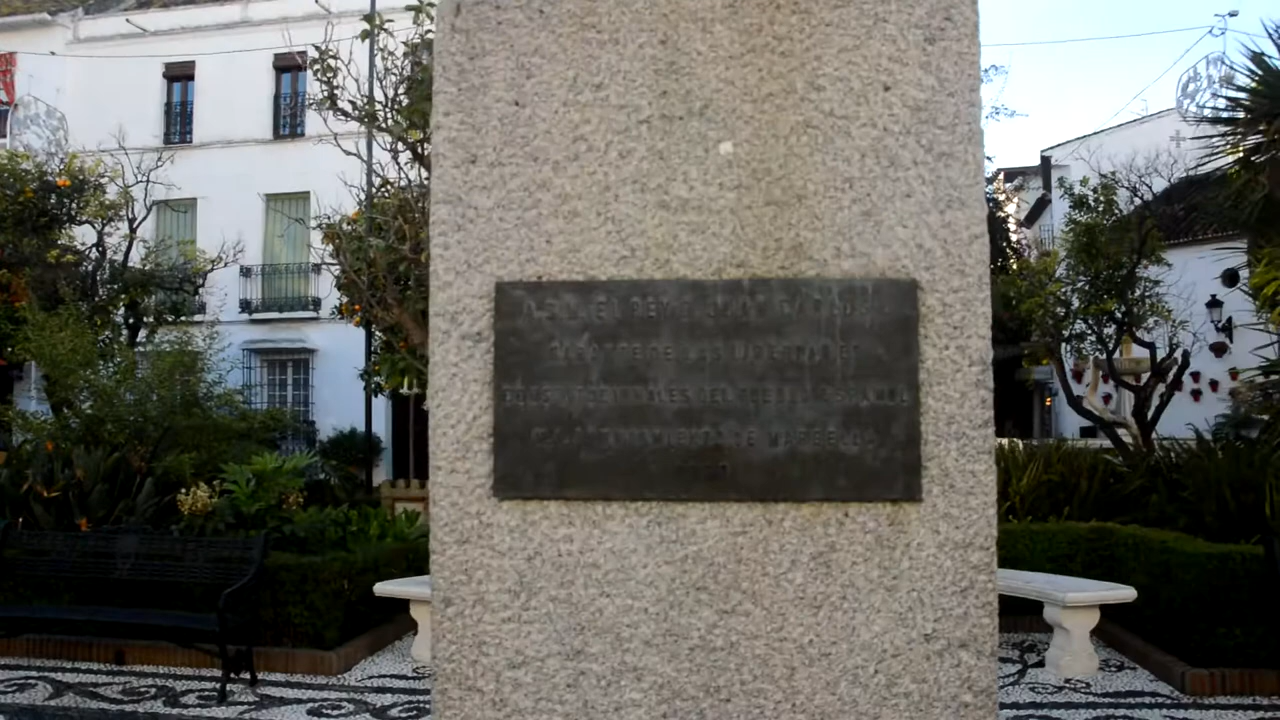 A S.M. EL REY D. JUAN CARLOS I
GARANTE DE LAS LIBERTADES
CONSTITUCIONALES DEL PUEBLO ESPAÑOL
AYUNTAMIENTO DE MARBELLA